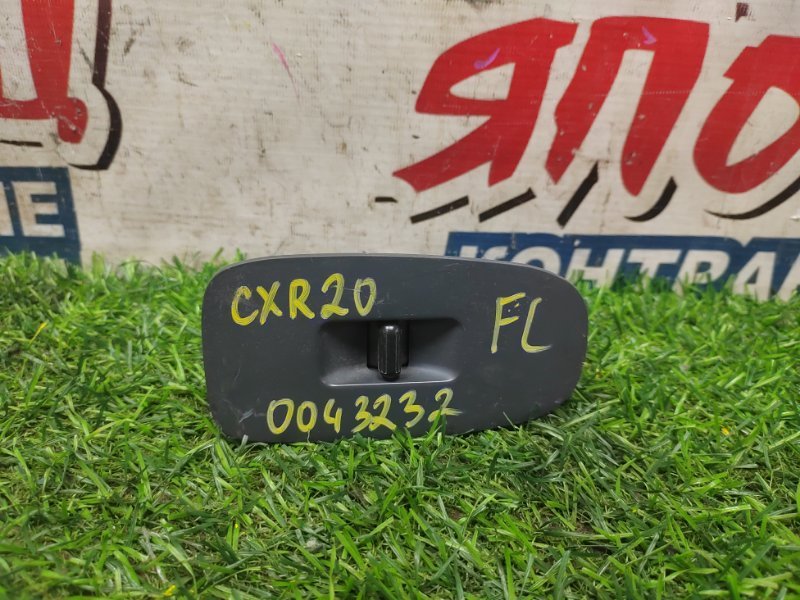 ЯПО
НЕ
КОНТРА
CXR20
FL
0043232